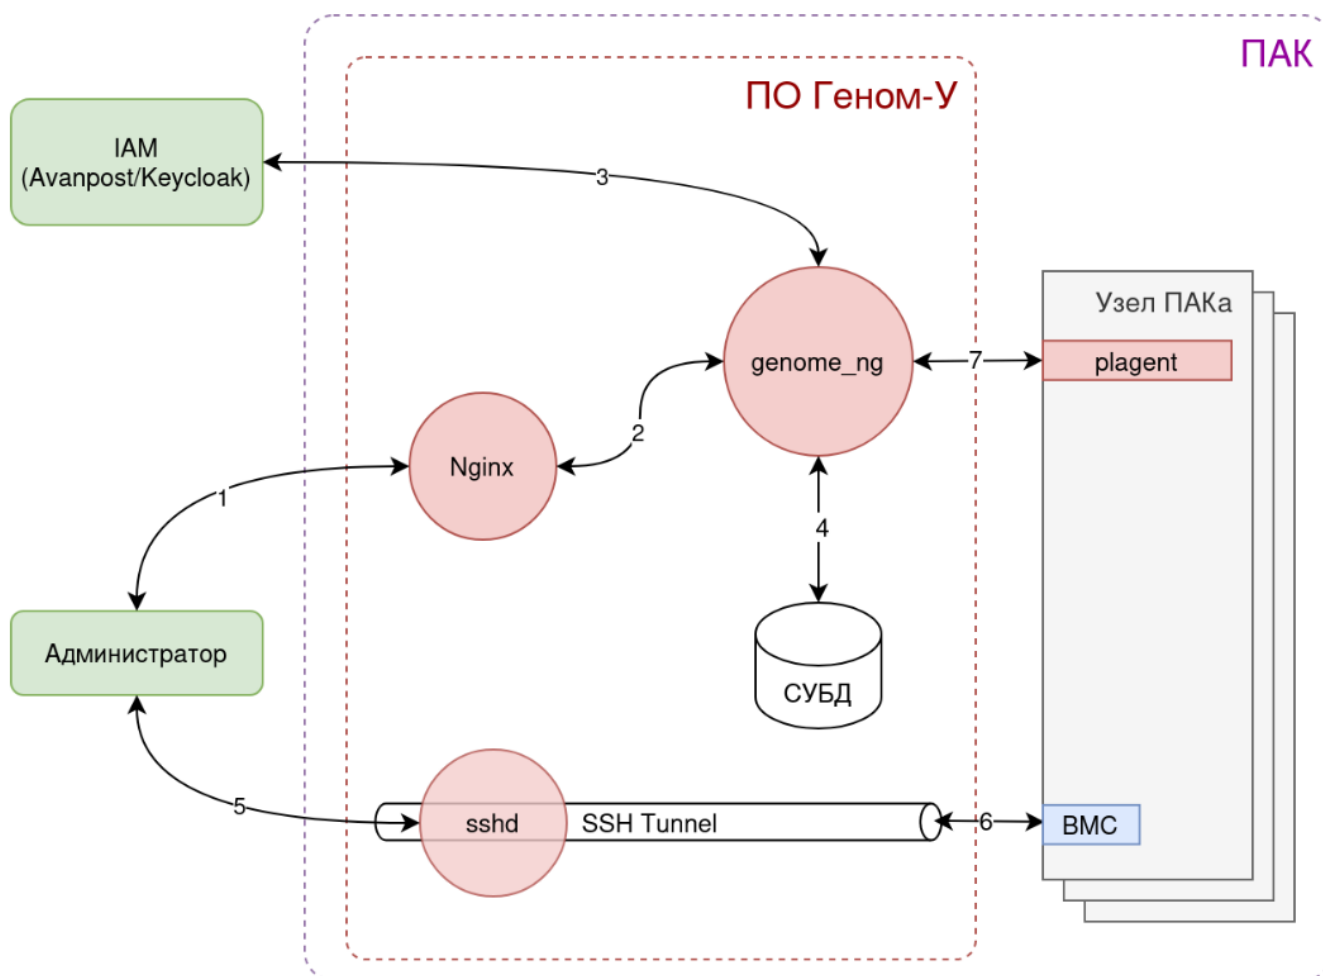 ПАК
ПО Геном-У
IAM
(Avanpost/Keycloak)
3
Узел ПАКа
genome_ng
7
plagent
2
Nginx
1
4
Администратор
СУБД
5
sshd
SSH Tunnel
6
BMC